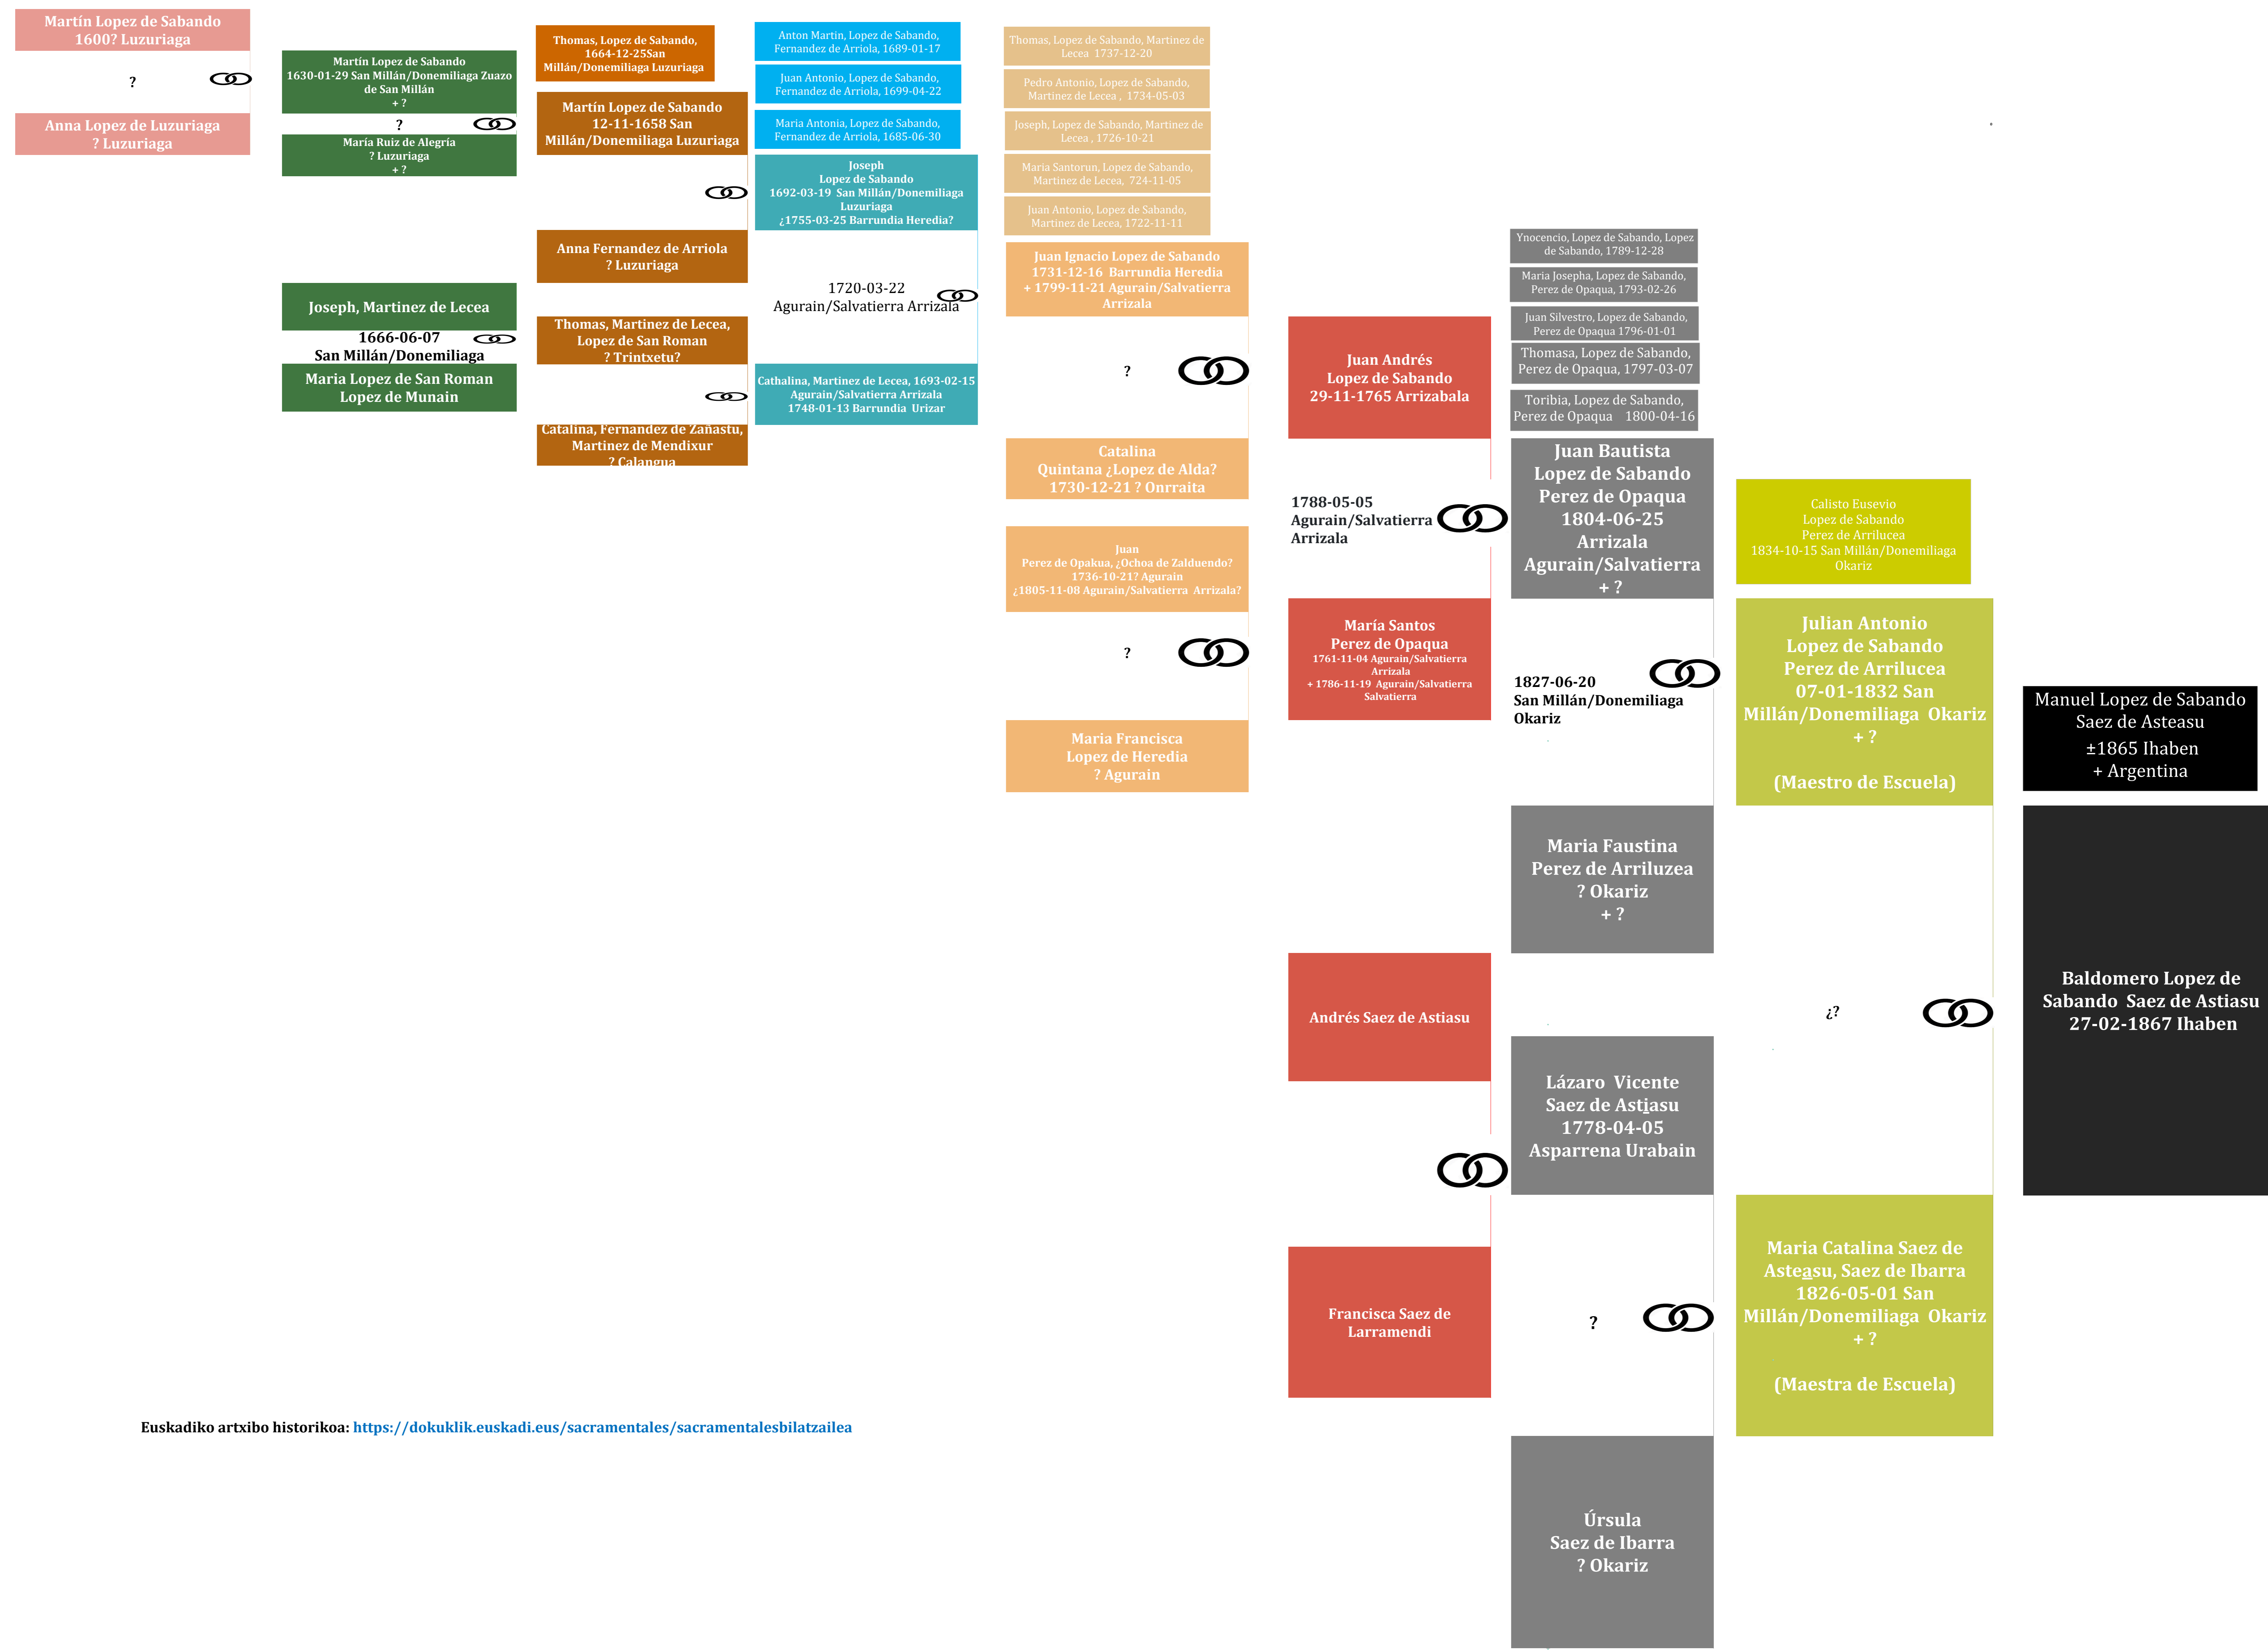 Martín Lopez de Sabando
1600? Luzuriaga
?
Anna Lopez de Luzuriaga
? Luzuriaga
Martín Lopez de Sabando
1630-01-29 San Millán/Donemiliaga Zuazo
de San Millán
+ ?
?
María Ruiz de Alegría
? Luzuriaga
+ ?
Joseph, Martinez de Lecea
1666-06-07
San Millán/Donemiliaga
Maria Lopez de San Roman
Lopez de Munain
Thomas, Lopez de Sabando,
1664-12-25San
Millán/Donemiliaga Luzuriaga
Martín Lopez de Sabando
12-11-1658 San
Millán/Donemiliaga Luzuriaga
Anna Fernandez de Arriola
? Luzuriaga
Thomas, Martinez de Lecea,
Lopez de San Roman
? Trintxetu?
Catalina, Fernandez de Zañastu,
Martinez de Mendixur
? Calangua
Anton Martin, Lopez de Sabando,
Fernandez de Arriola, 1689-01-17
Juan Antonio, Lopez de Sabando,
Fernandez de Arriola, 1699-04-22
Maria Antonia, Lopez de Sabando,
Fernandez de Arriola, 1685-06-30
Joseph
Lopez de Sabando
1692-03-19 San Millán/Donemiliaga
Luzuriaga
¿1755-03-25 Barrundia Heredia?
1720-03-22
Agurain/Salvatierra Arrizala
Cathalina, Martinez de Lecea, 1693-02-15
Agurain/Salvatierra Arrizala
1748-01-13 Barrundia Urizar
Thomas, Lopez de Sabando, Martinez de
Lecea 1737-12-20
Pedro Antonio, Lopez de Sabando,
Martinez de Lecea , 1734-05-03
Joseph, Lopez de Sabando, Martinez de
Lecea , 1726-10-21
Maria Santorun, Lopez de Sabando,
Martinez de Lecea, 724-11-05
Juan Antonio, Lopez de Sabando,
Martinez de Lecea, 1722-11-11
Juan Ignacio Lopez de Sabando
1731-12-16 Barrundia Heredia
+ 1799-11-21 Agurain/Salvatierra
Arrizala
?
Catalina
Quintana ¿Lopez de Alda?
1730-12-21 ? Onrraita
Juan
Perez de Opakua, ¿Ochoa de Zalduendo?
1736-10-21? Agurain
¿1805-11-08 Agurain/Salvatierra Arrizala?
?
Maria Francisca
Lopez de Heredia
? Agurain
Juan Andrés
Lopez de Sabando
29-11-1765 Arrizabala
1788-05-05
Agurain/Salvatierra
Arrizala
María Santos
Perez de Opaqua
1761-11-04 Agurain/Salvatierra
Arrizala
+ 1786-11-19 Agurain/Salvatierra
Salvatierra
Andrés Saez de Astiasu
Francisca Saez de
Larramendi
Ynocencio, Lopez de Sabando, Lopez
de Sabando, 1789-12-28
Maria Josepha, Lopez de Sabando,
Perez de Opaqua, 1793-02-26
Juan Silvestro, Lopez de Sabando,
Perez de Opaqua 1796-01-01
Thomasa, Lopez de Sabando,
Perez de Opaqua, 1797-03-07
Toribia, Lopez de Sabando,
Perez de Opaqua 1800-04-16
Juan Bautista
Lopez de Sabando
Perez de Opaqua
1804-06-25
Arrizala
Agurain/Salvatierra
+ ?
1827-06-20
San Millán/Donemiliaga
Okariz
Maria Faustina
Perez de Arriluzea
? Okariz
+ ?
Lázaro Vicente
Saez de Astiasu
1778-04-05
Asparrena Urabain
?
Úrsula
Saez de Ibarra
? Okariz
Calisto Eusevio
Lopez de Sabando
Perez de Arrilucea
1834-10-15 San Millán/Donemiliaga
Okariz
Julian Antonio
Lopez de Sabando
Perez de Arrilucea
07-01-1832 San
Millán/Donemiliaga Okariz
+ ?
(Maestro de Escuela)
¿?
Maria Catalina Saez de
Asteasu, Saez de Ibarra
1826-05-01 San
Millán/Donemiliaga Okariz
+ ?
(Maestra de Escuela)
Manuel Lopez de Sabando
Saez de Asteasu
±1865 Ihaben
+ Argentina
Baldomero Lopez de
Sabando Saez de Astiasu
27-02-1867 Ihaben
Euskadiko artxibo historikoa: https://dokuklik.euskadi.eus/sacramentales/sacramentalesbilatzailea